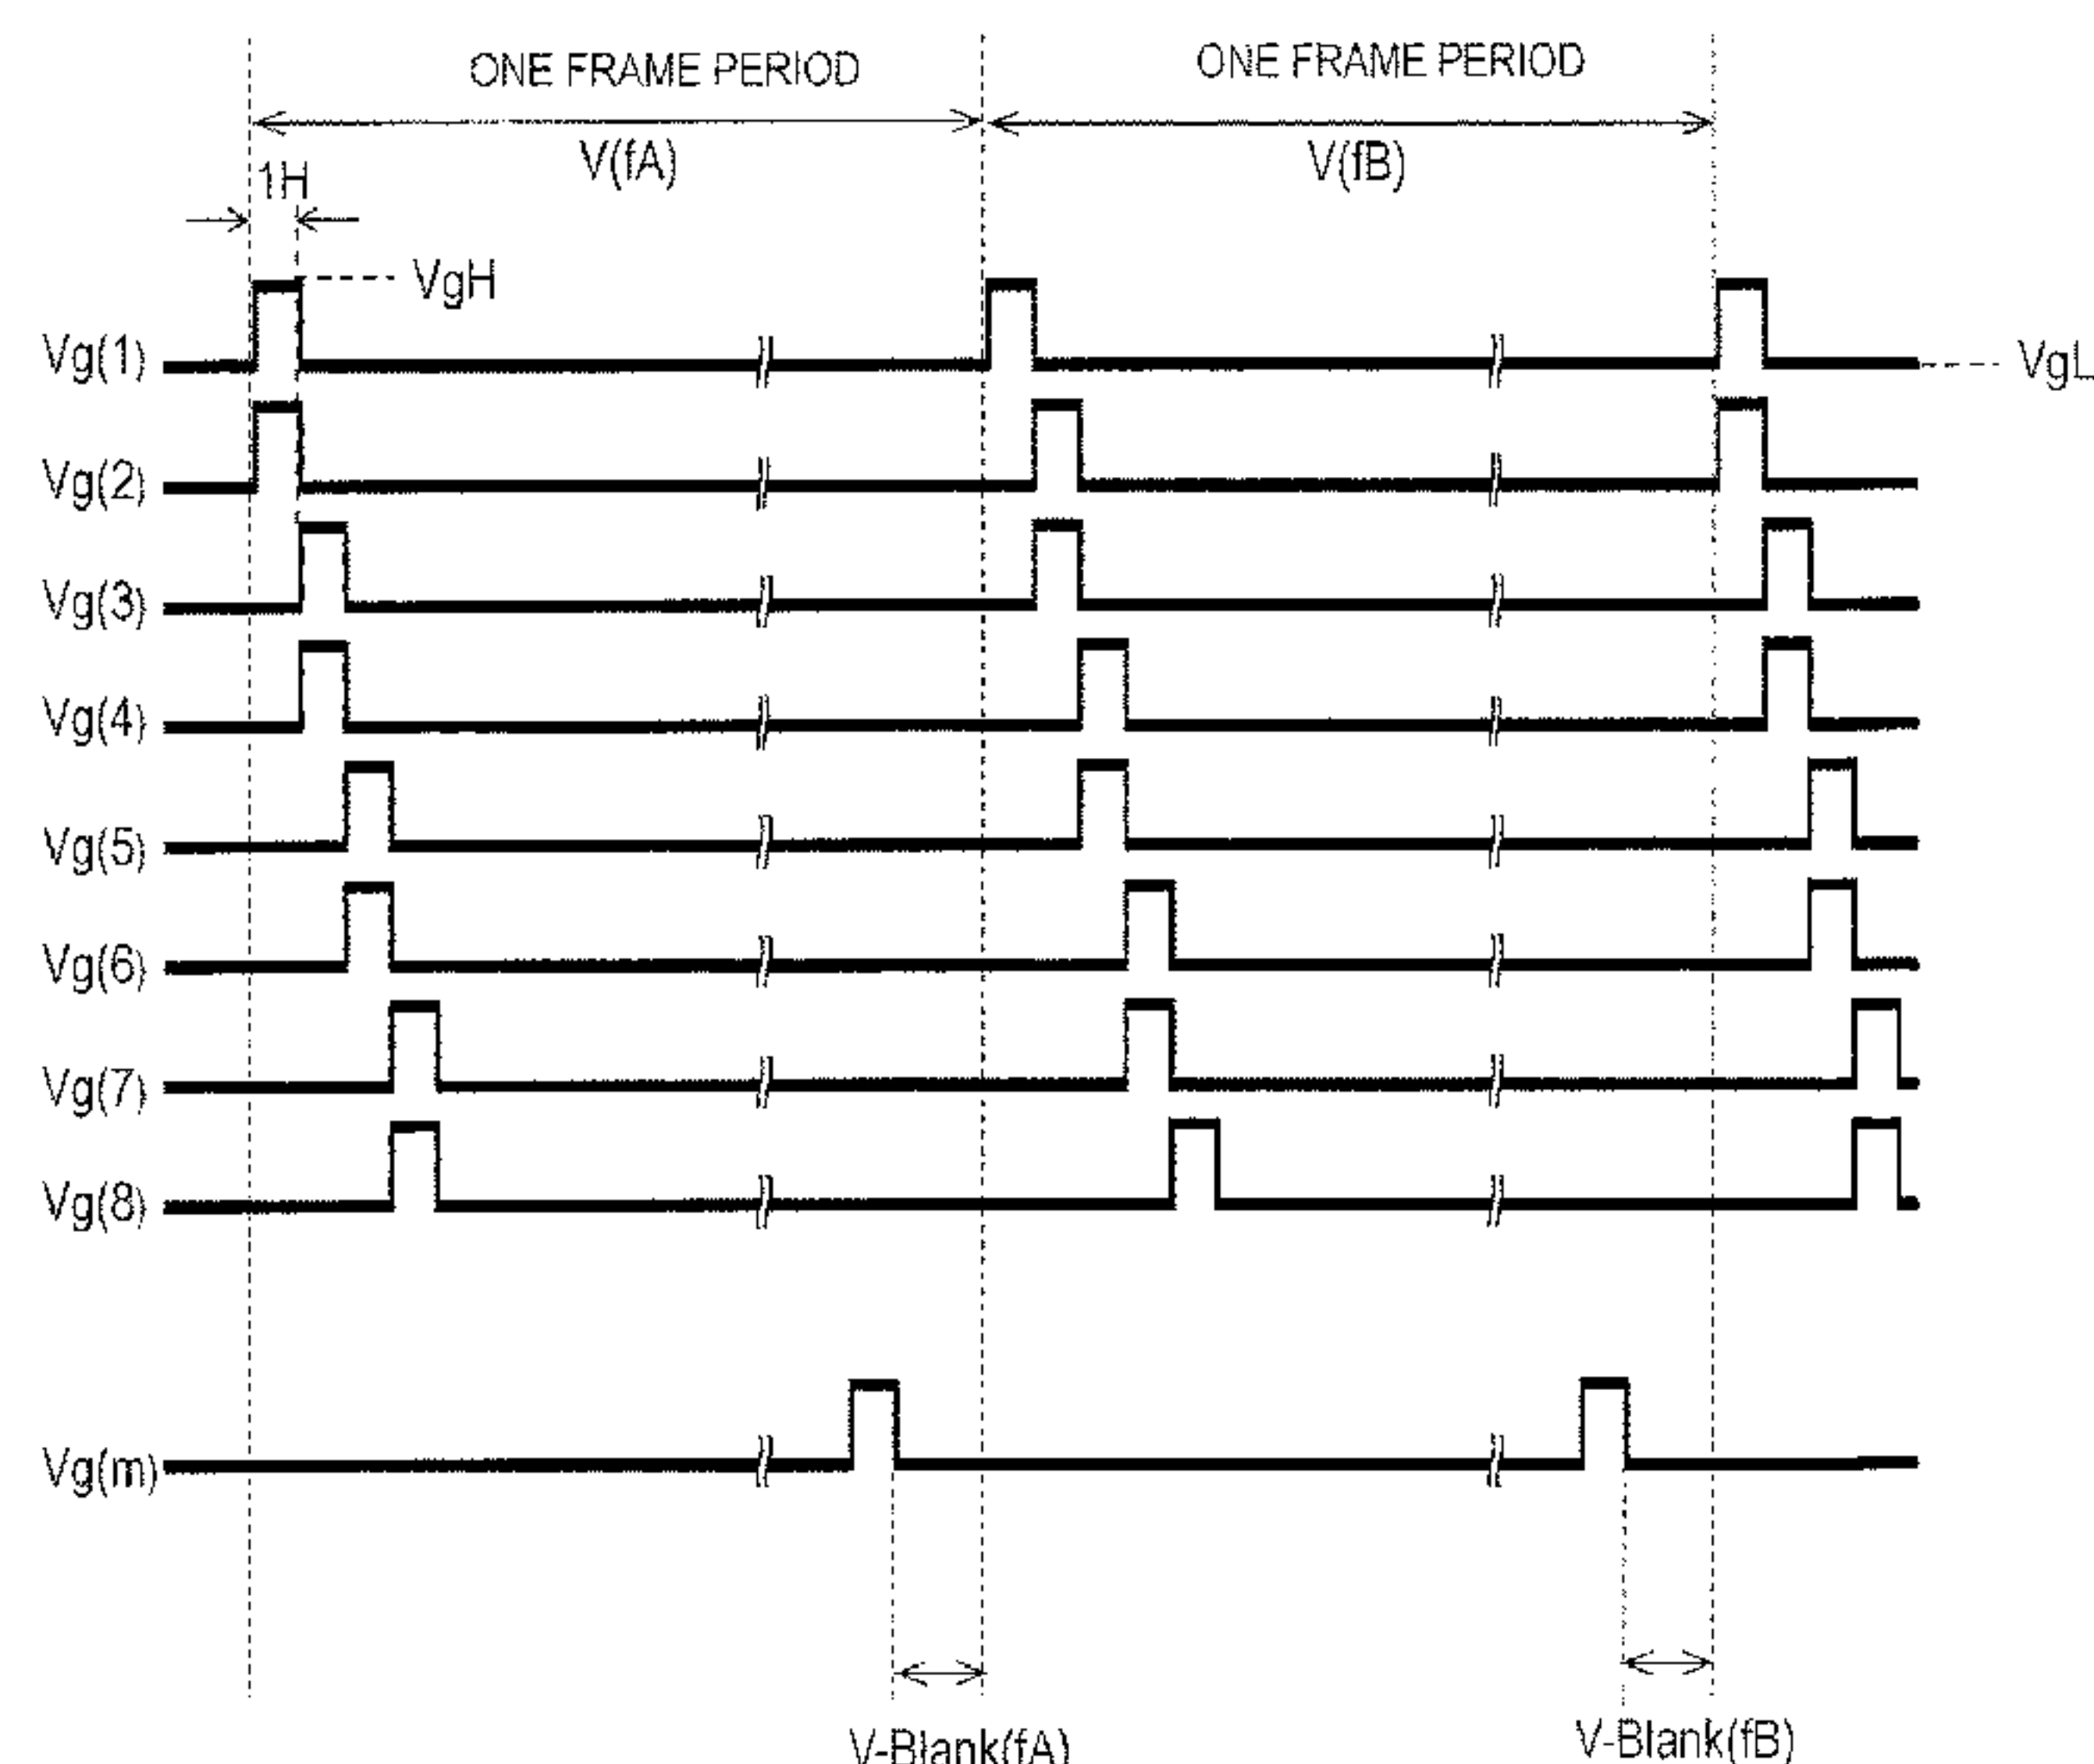 ONE FRAME PERIOD
ONE FRAME PERIOD
V(fA)
V(fB)
1H
VgH
Vg(1)
VgL
Vg(2)
Vg(3)
Vg(4)
Vg(5)
Vg(6)
Vg(7)
Vg(8)
Vg(m)
V-Blank(fA)
V-Blank(fB)